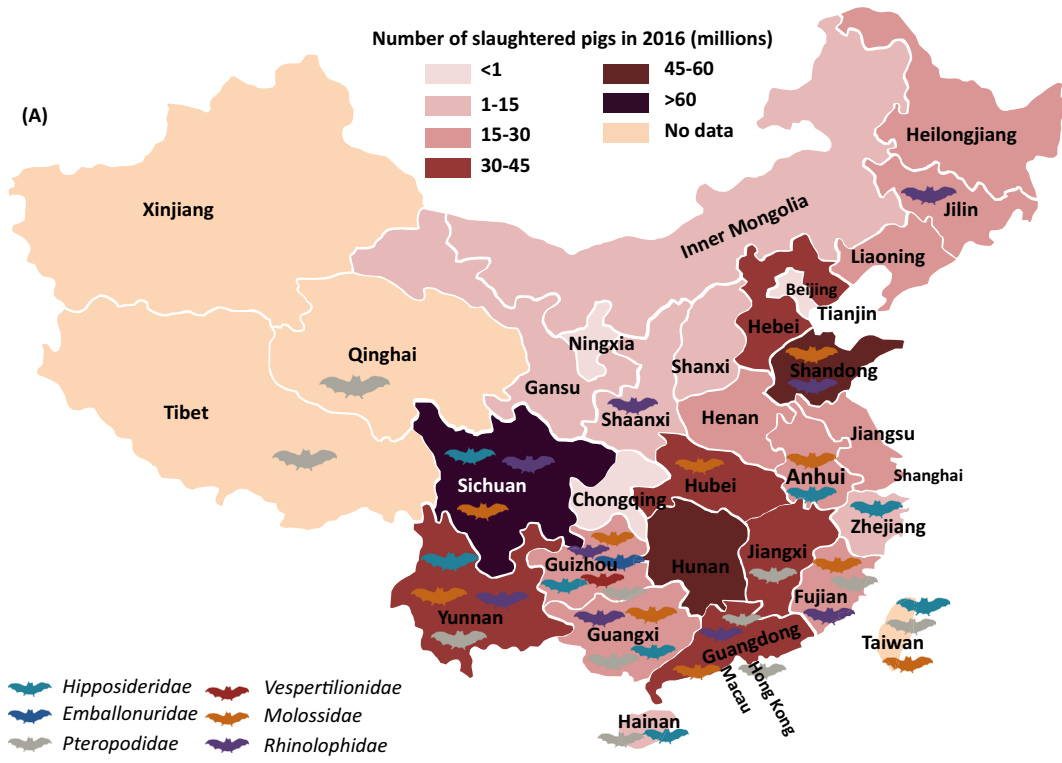 Number of slaughtered pigs in 2016 (millions)
<1
45-60
(A)
1-15
>60
15-30
No data
30-45
Heilongjiang
Xinjiang
Jilin
Inner Mongolia
Liaoning
Beijing
Tianjin
Hebei
Ningxia
Qinghai
Shanxi
Shandong
Gansu
Tibet
Shaanxi
Henan
Jiangsu
Anhui
Shanghai
Sichuan
Hubei
Chongqing
Zhejiang
Jiangxi
Guizhou
Hunan
Fujian
Yunnan
Guangxi
Guangdong
Taiwan
Macau
Hong Kong
Hainan
Hipposideridae
Vespertilionidae
Emballonuridae
Molossidae
Pteropodidae
Rhinolophidae